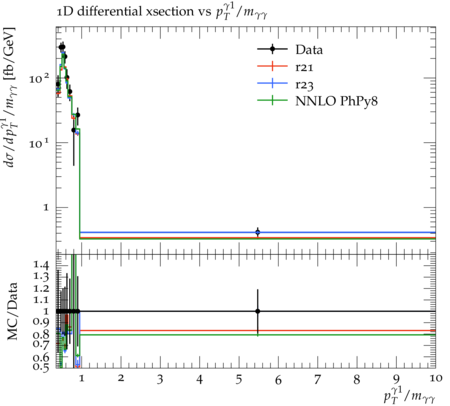 1D differential xsection vs p_T^{γ1}/m_{γγ}
dσ/dp_T^{γ1}/m_{γγ} [fb/GeV]
10^2
10^1
1
Data
r21
r23
NNLO PhPy8
MC/Data
1.4
1.3
1.2
1.1
1
0.9
0.8
0.7
0.6
0.5
1 2 3 4 5 6 7 8 9 10
p_T^{γ1}/m_{γγ}